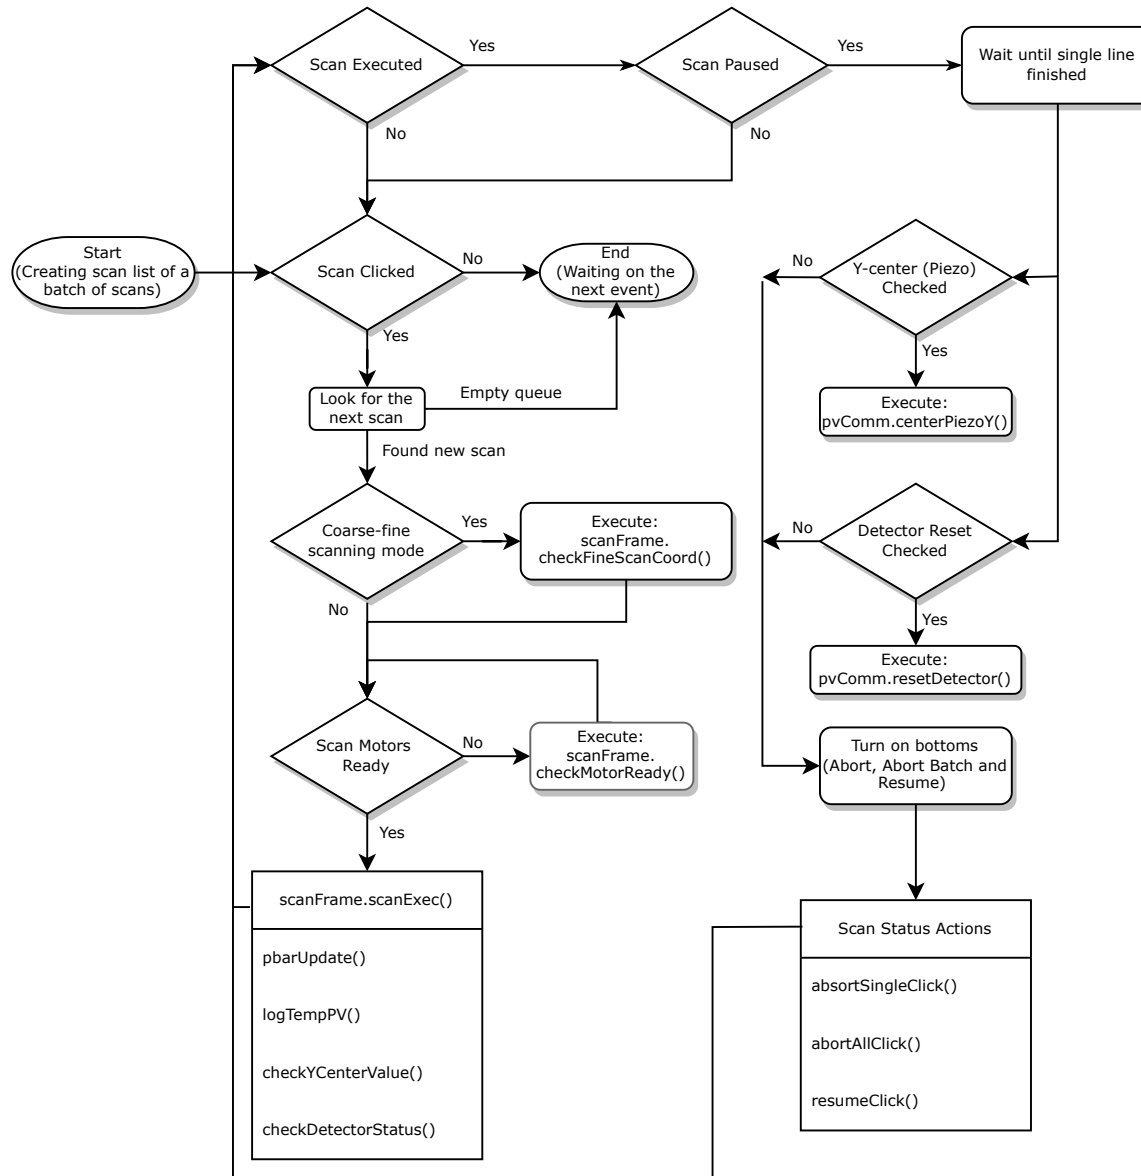 Scan Executed
Yes
Scan Paused
Yes
Wait until single line
finished
No
No
Start
(Creating scan list of a
batch of scans)
Scan Clicked
No
End
(Waiting on the
next event)
No
Y-center (Piezo)
Checked
Yes
Yes
Look for the
next scan
Empty queue
Execute:
pvComm.centerPiezoY()
Found new scan
Coarse-fine
scanning mode
Yes
Execute:
scanFrame.
checkFineScanCoord()
No
Detector Reset
Checked
No
Yes
Execute:
pvComm.resetDetector()
Scan Motors
Ready
No
Execute:
scanFrame.
checkMotorReady()
Turn on bottoms
(Abort, Abort Batch and
Resume)
Yes
scanFrame.scanExec()
pbarUpdate()
logTempPV()
checkYCenterValue()
checkDetectorStatus()
Scan Status Actions
absortSingleClick()
abortAllClick()
resumeClick()